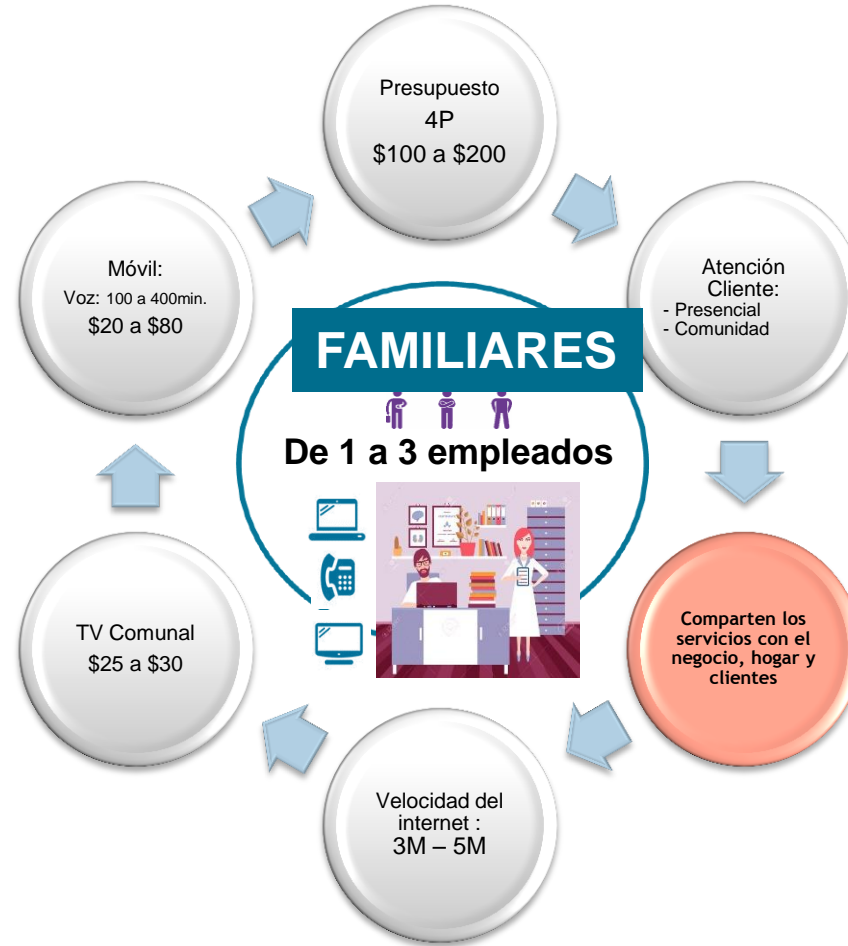 Presupuesto
4P
$100 a $200
Atención
Cliente:
- Presencial
- Comunidad
Comparten los
servicios con el
negocio, hogar y
clientes
Velocidad del
internet :
3M – 5M
TV Comunal
$25 a $30
Móvil:
Voz: 100 a 400min.
$20 a $80
FAMILIARES
De 1 a 3 empleados